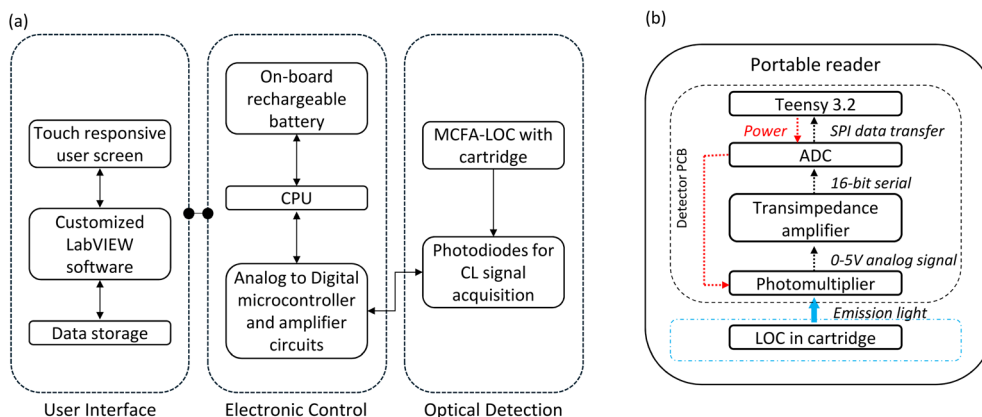 (a)
Touch responsive
user screen
Customized
LabVIEW
software
Data storage
User Interface
On-board
rechargeable
battery
CPU
Analog to Digital
microcontroller
and amplifier
circuits
Electronic Control
MCFA-LOC with
cartridge
Photodiodes for
CL signal
acquisition
Optical Detection
(b)
Portable reader
Detector PCB
Teensy 3.2
Power
SPI data transfer
ADC
16-bit serial
Transimpedance
amplifier
0-5V analog signal
Photomultiplier
Emission light
LOC in cartridge